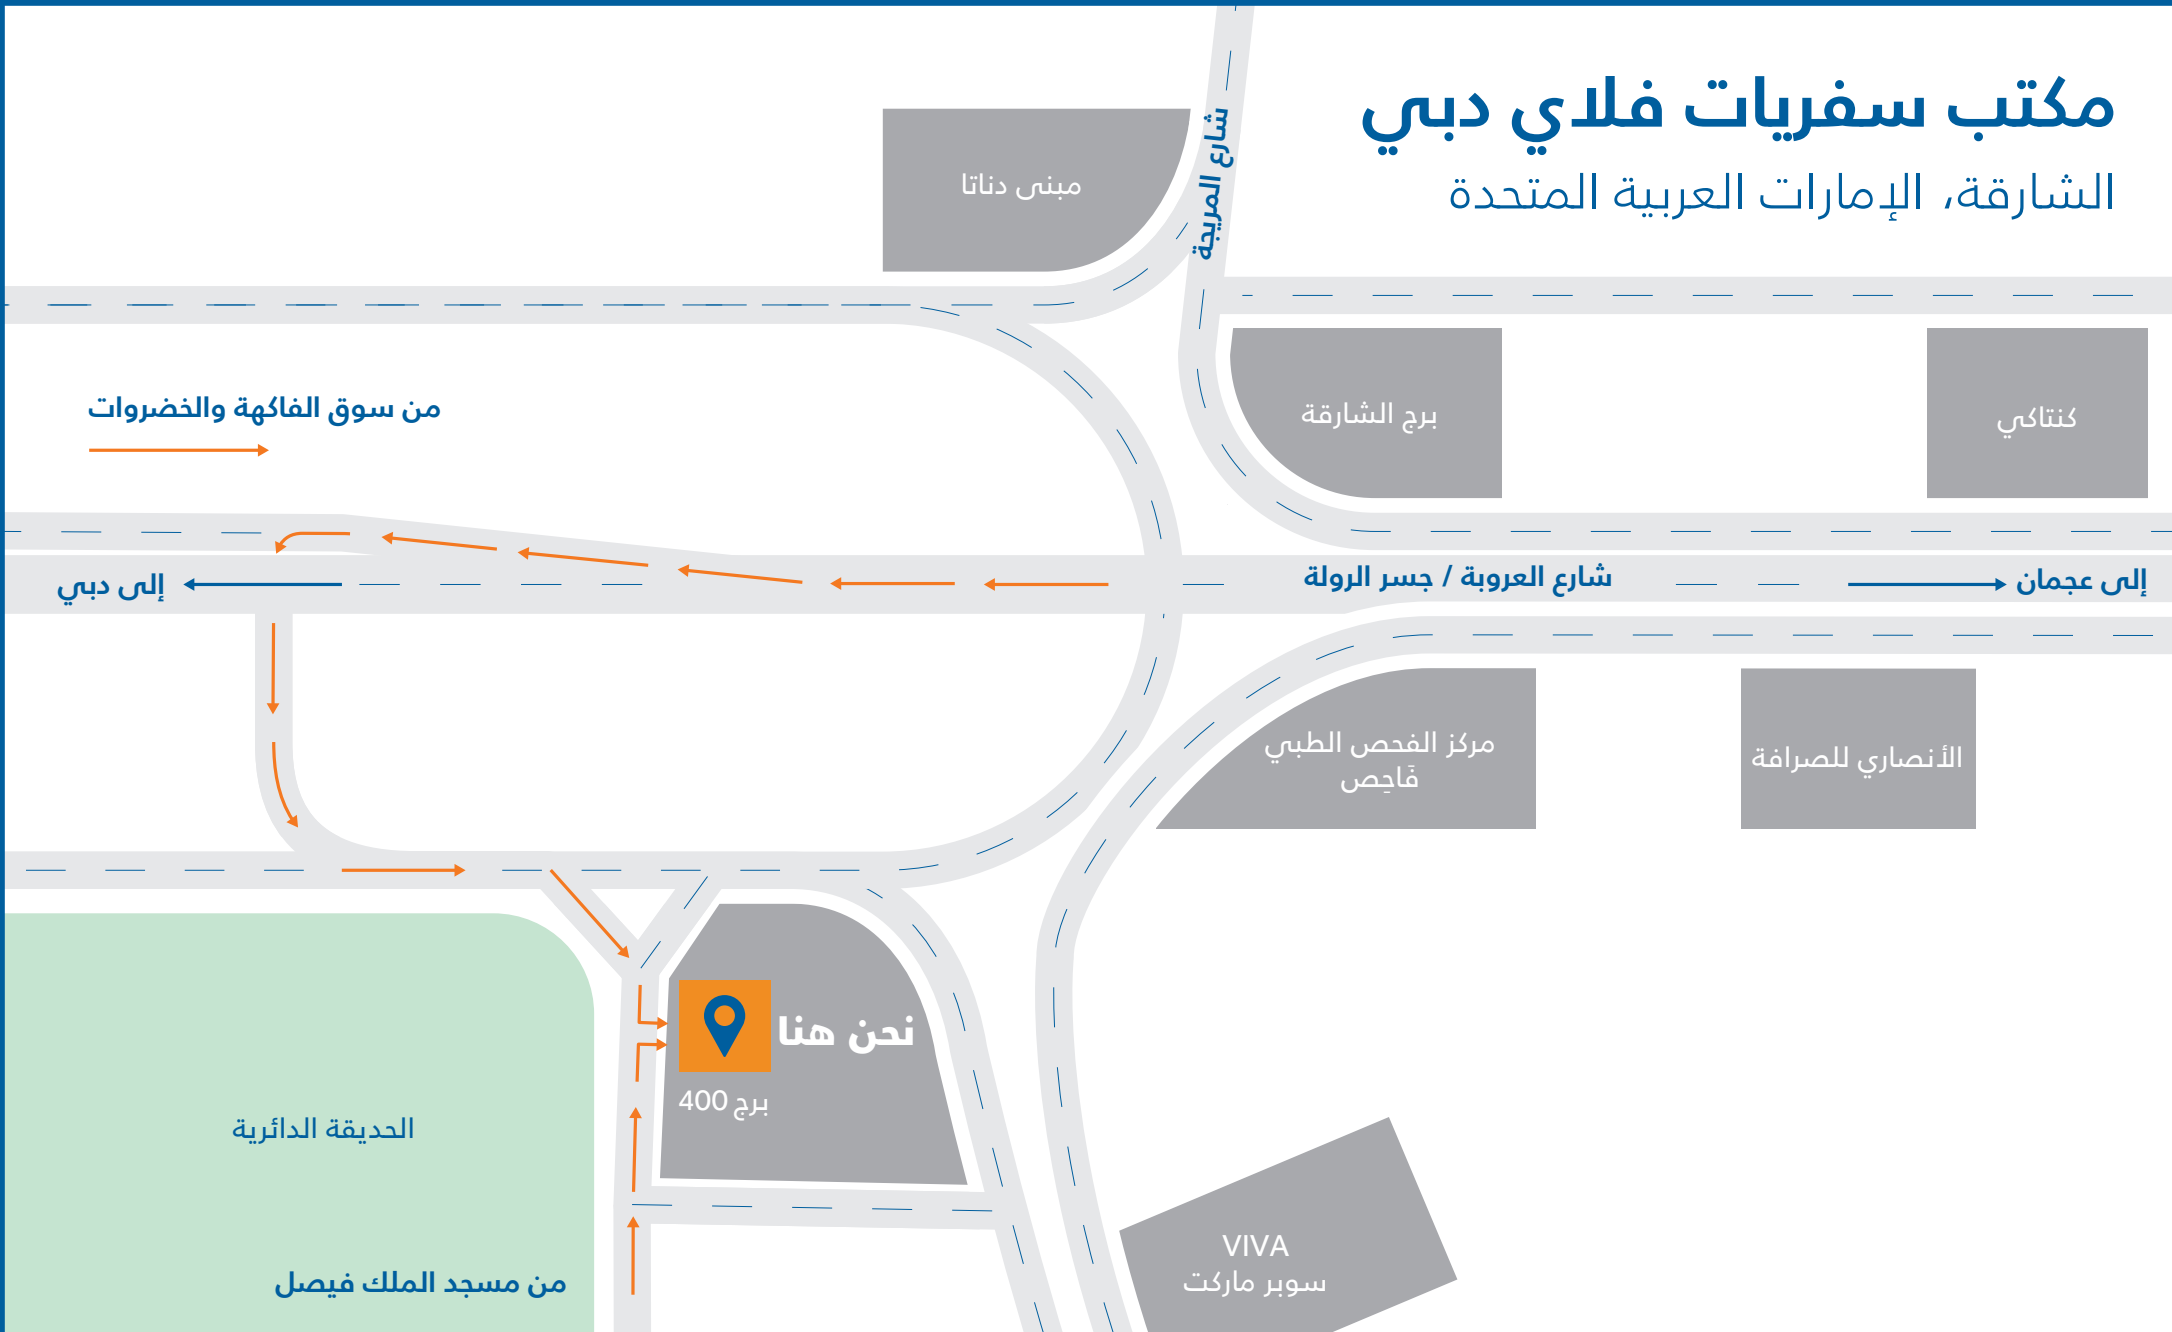 مكتب سفريات فلاي دبي
الشارقة، الإمارات العربية المتحدة
مبنى دناتا
شارع المريجة
برج الشارقة
كنتاكي
من سوق الفاكهة والخضروات
إلى عجمان
شارع العروبة / جسر الرولة
إلى دبي
الأنصاري للصرافة
مركز الفحص الطبي
فَاحِص
نحن هنا
برج 400
الحديقة الدائرية
من مسجد الملك فيصل
VIVA
سوبر ماركت